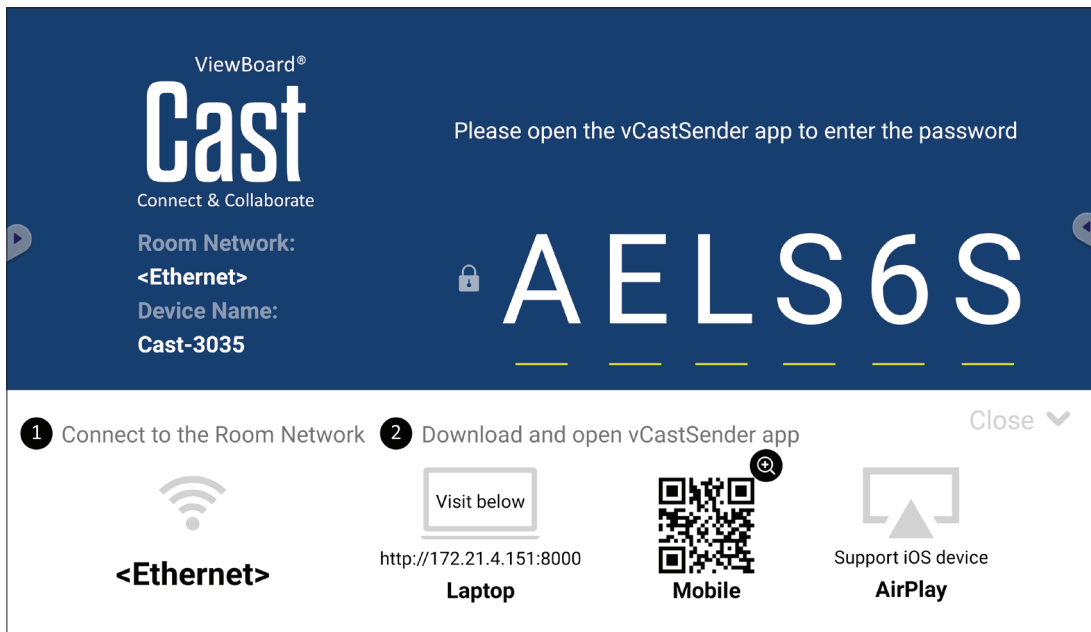 ViewBoard®
Cast
Connect & Collaborate
Please open the vCastSender app to enter the password
Room Network:
<Ethernet>
Device Name:
Cast-3035
AELS6S
1 Connect to the Room Network
2 Download and open vCastSender app
Close
<Ethernet>
Visit below
http://172.21.4.151:8000
Laptop
Mobile
Support iOS device
AirPlay